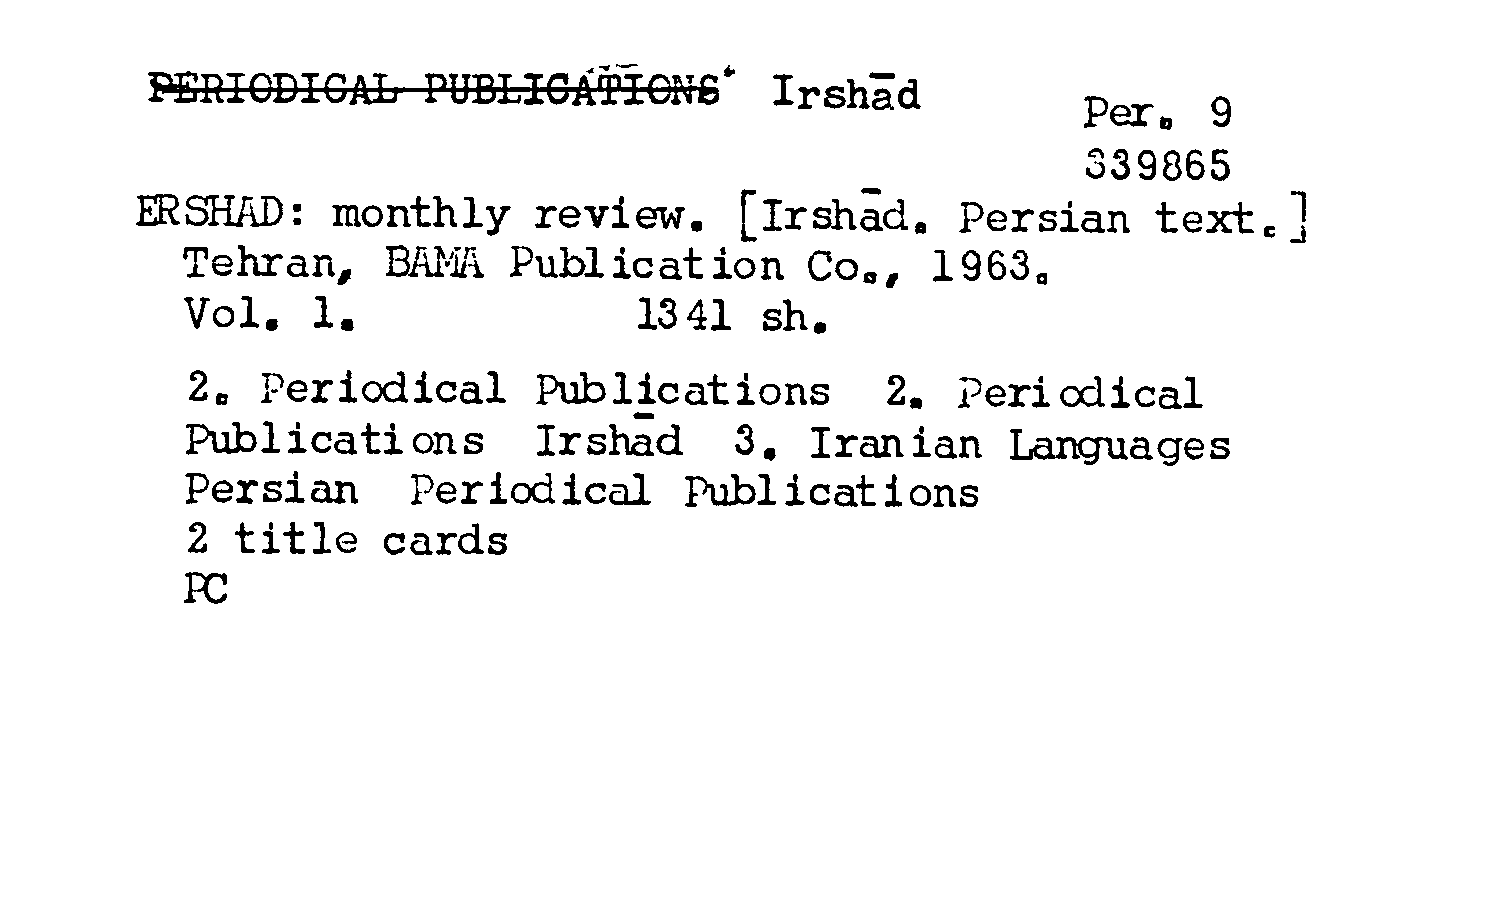 PERIODICAL PUBLICATIONS Irshād
Per. 9
339865
ERSHAD: monthly review. [Irshād. Persian text.]
Tehran, BAMA Publication Co., 1963.
Vol. 1. 1341 sh.
2. Periodical Publications 2. Periodical
Publications Irshād 3. Iranian Languages
Persian Periodical Publications
2 title cards
PC